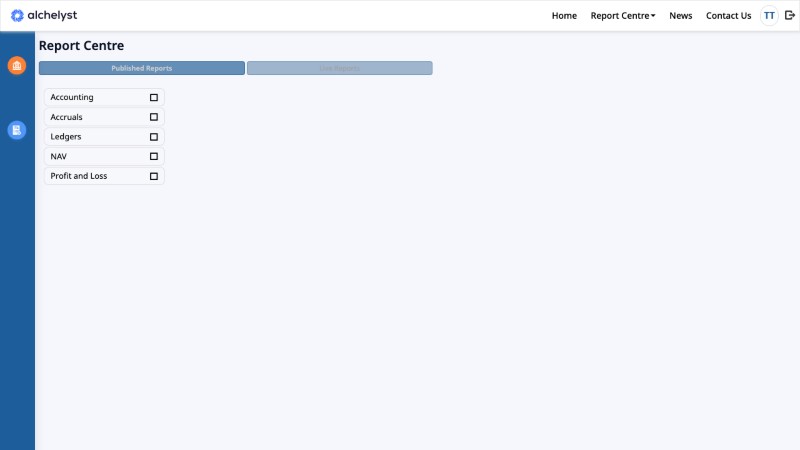 alchelyst
Home
Report Centre
News
Contact Us
TT
Report Centre
Published Reports
Live Reports
Accounting
Accruals
Ledgers
NAV
Profit and Loss